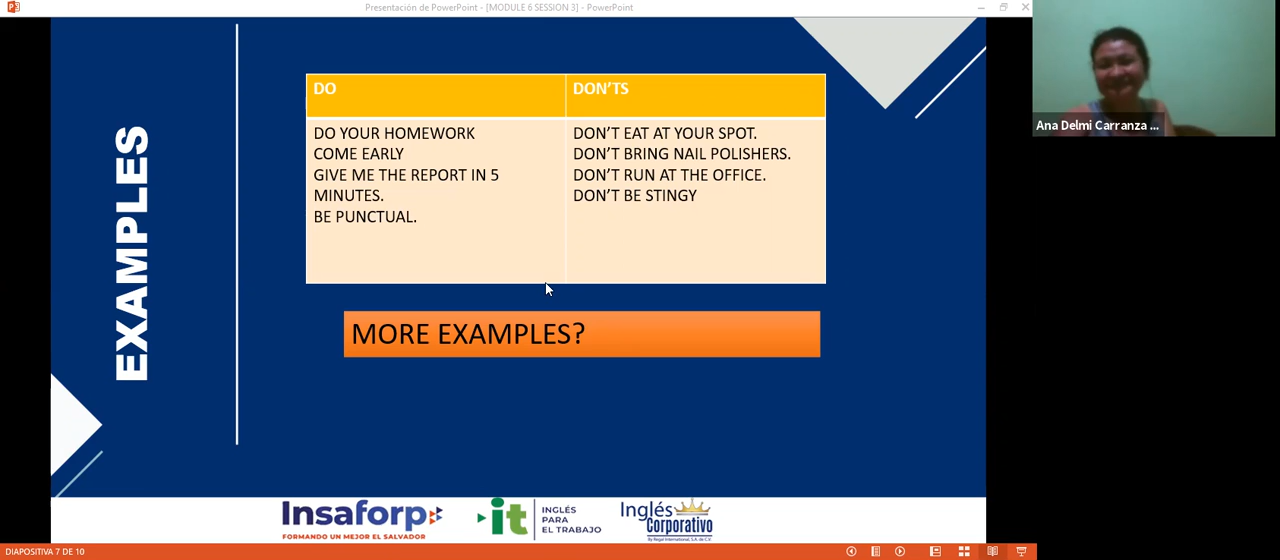 Presentación de PowerPoint - [MODULE 6 SESSION 3] - PowerPoint
EXAMPLES
DO
DON'TS
DO YOUR HOMEWORK
COME EARLY
GIVE ME THE REPORT IN 5
MINUTES.
BE PUNCTUAL.
DON'T EAT AT YOUR SPOT.
DON'T BRING NAIL POLISHERS.
DON'T RUN AT THE OFFICE.
DON'T BE STINGY
MORE EXAMPLES?
Ana Delmi Carranza ...
Insaforp
FORMANDO UN MEJOR EL SALVADOR
it
INGLÉS
PARA
EL TRABAJO
Inglés
Corporativo
By Regal International, S.A. de C.V.
DIAPOSITIVA 7 DE 10